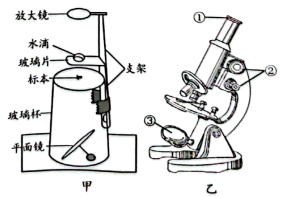 放大镜
水滴
玻璃片
标本
支架
玻璃杯
平面镜
甲
①
②
③
乙